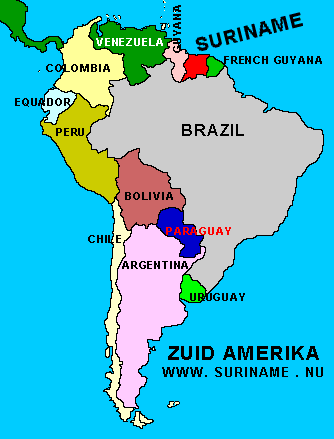 GUYANA
SURINAME
VENEZUELA
FRENCH GUYANA
COLOMBIA
EQUADOR
PERU
BRAZIL
BOLIVIA
PARAGUAY
CHILE
ARGENTINA
URUGUAY
ZUID AMERIKA
WWW. SURINAME . NU